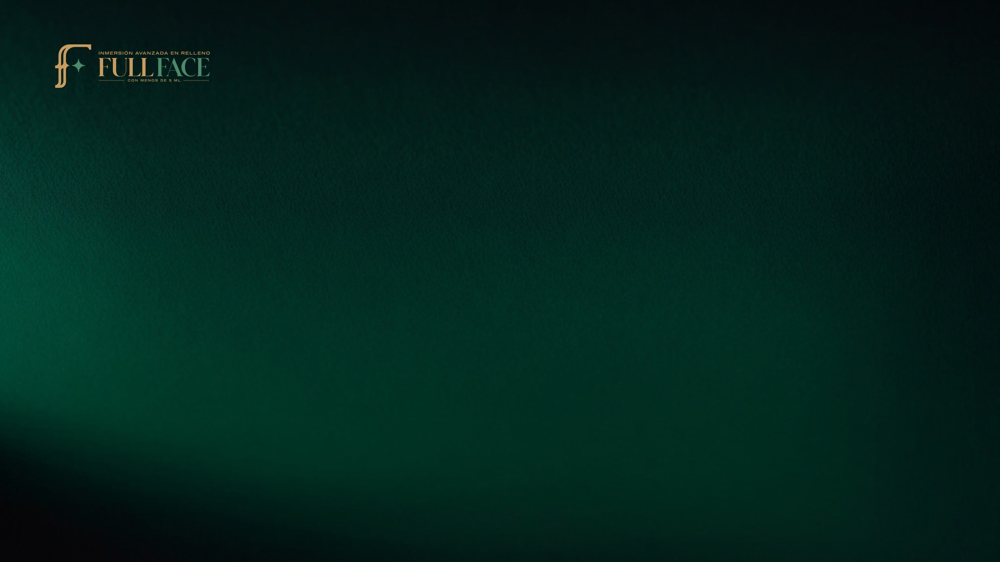 INMERSIÓN AVANZADA EN RELLENO
FULL FACE
CON MENOS DE 5 ML